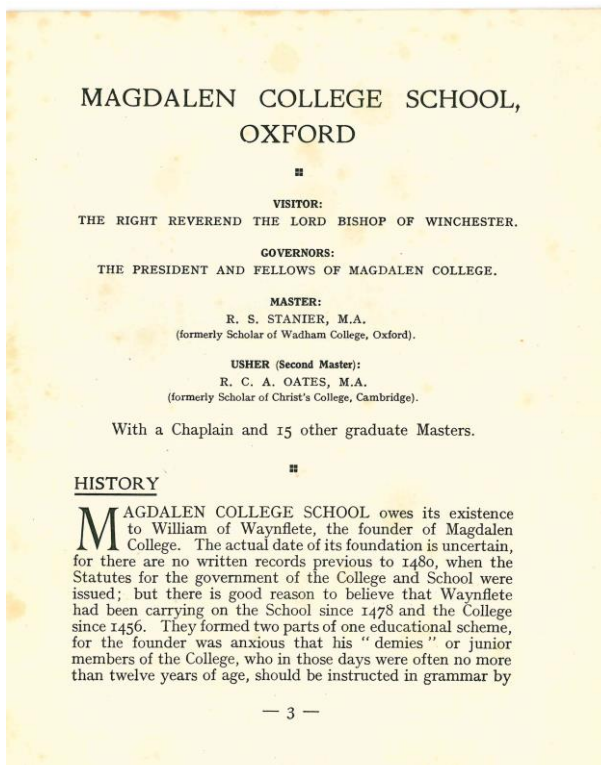 MAGDALEN COLLEGE SCHOOL,
OXFORD
VISITOR:
THE RIGHT REVEREND THE LORD BISHOP OF WINCHESTER.
GOVERNORS:
THE PRESIDENT AND FELLOWS OF MAGDALEN COLLEGE.
MASTER:
R. S. STANIER, M.A.
(formerly Scholar of Wadham College, Oxford).
USHER (Second Master):
R. C. A. OATES, M.A.
(formerly Scholar of Christ's College, Cambridge).
With a Chaplain and 15 other graduate Masters.
HISTORY
MAGDALEN COLLEGE SCHOOL owes its existence
to William of Waynflete, the founder of Magdalen
College. The actual date of its foundation is uncertain,
for there are no written records previous to 1480, when the
Statutes for the government of the College and School were
issued; but there is good reason to believe that Waynflete
had been carrying on the School since 1478 and the College
since 1456. They formed two parts of one educational scheme,
for the founder was anxious that his "demies" or junior
members of the College, who in those days were often no more
than twelve years of age, should be instructed in grammar by
— 3 —